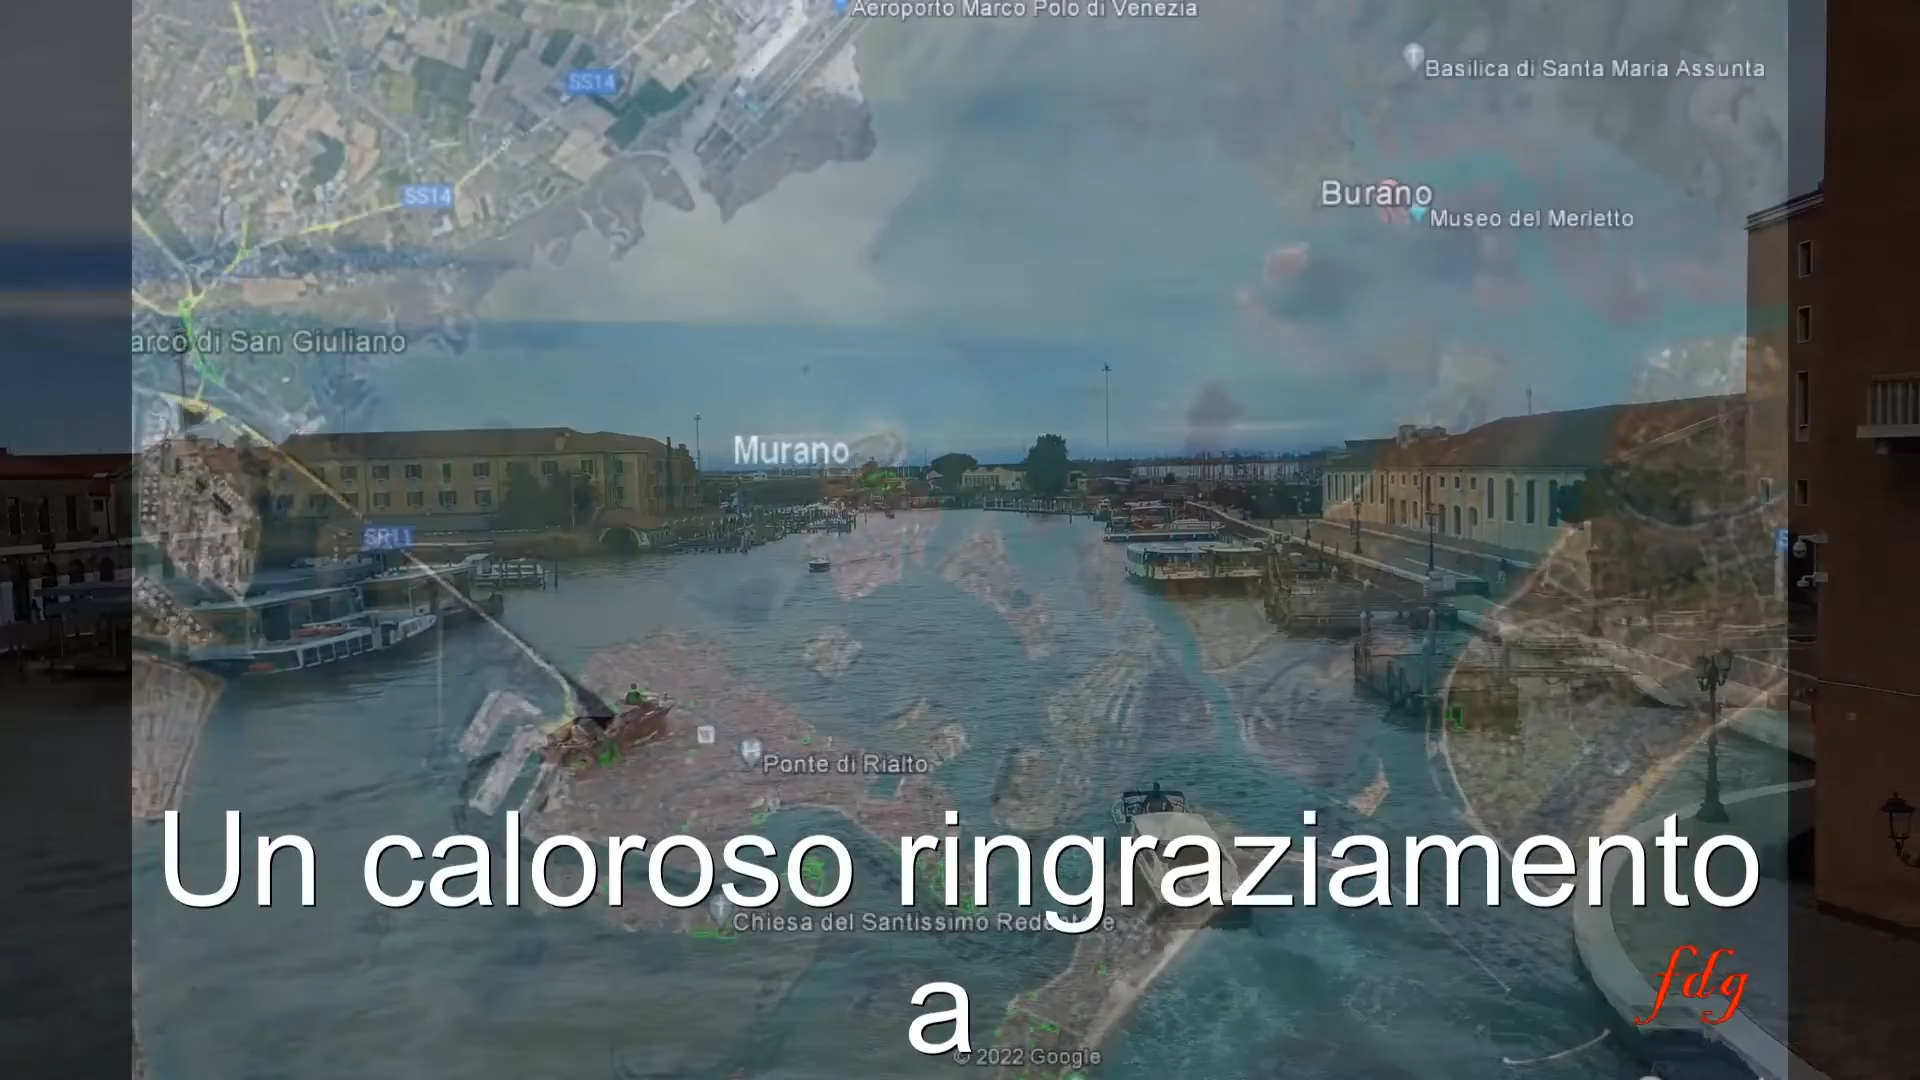 Aeroporto Marco Polo di Venezia
Basilica di Santa Maria Assunta
SS14
SS14
Burano
Museo del Merletto
arco di San Giuliano
Murano
SR11
Ponte di Rialto
Un caloroso ringraziamento
Chiesa del Santissimo Redentore
fdg
a
© 2022 Google